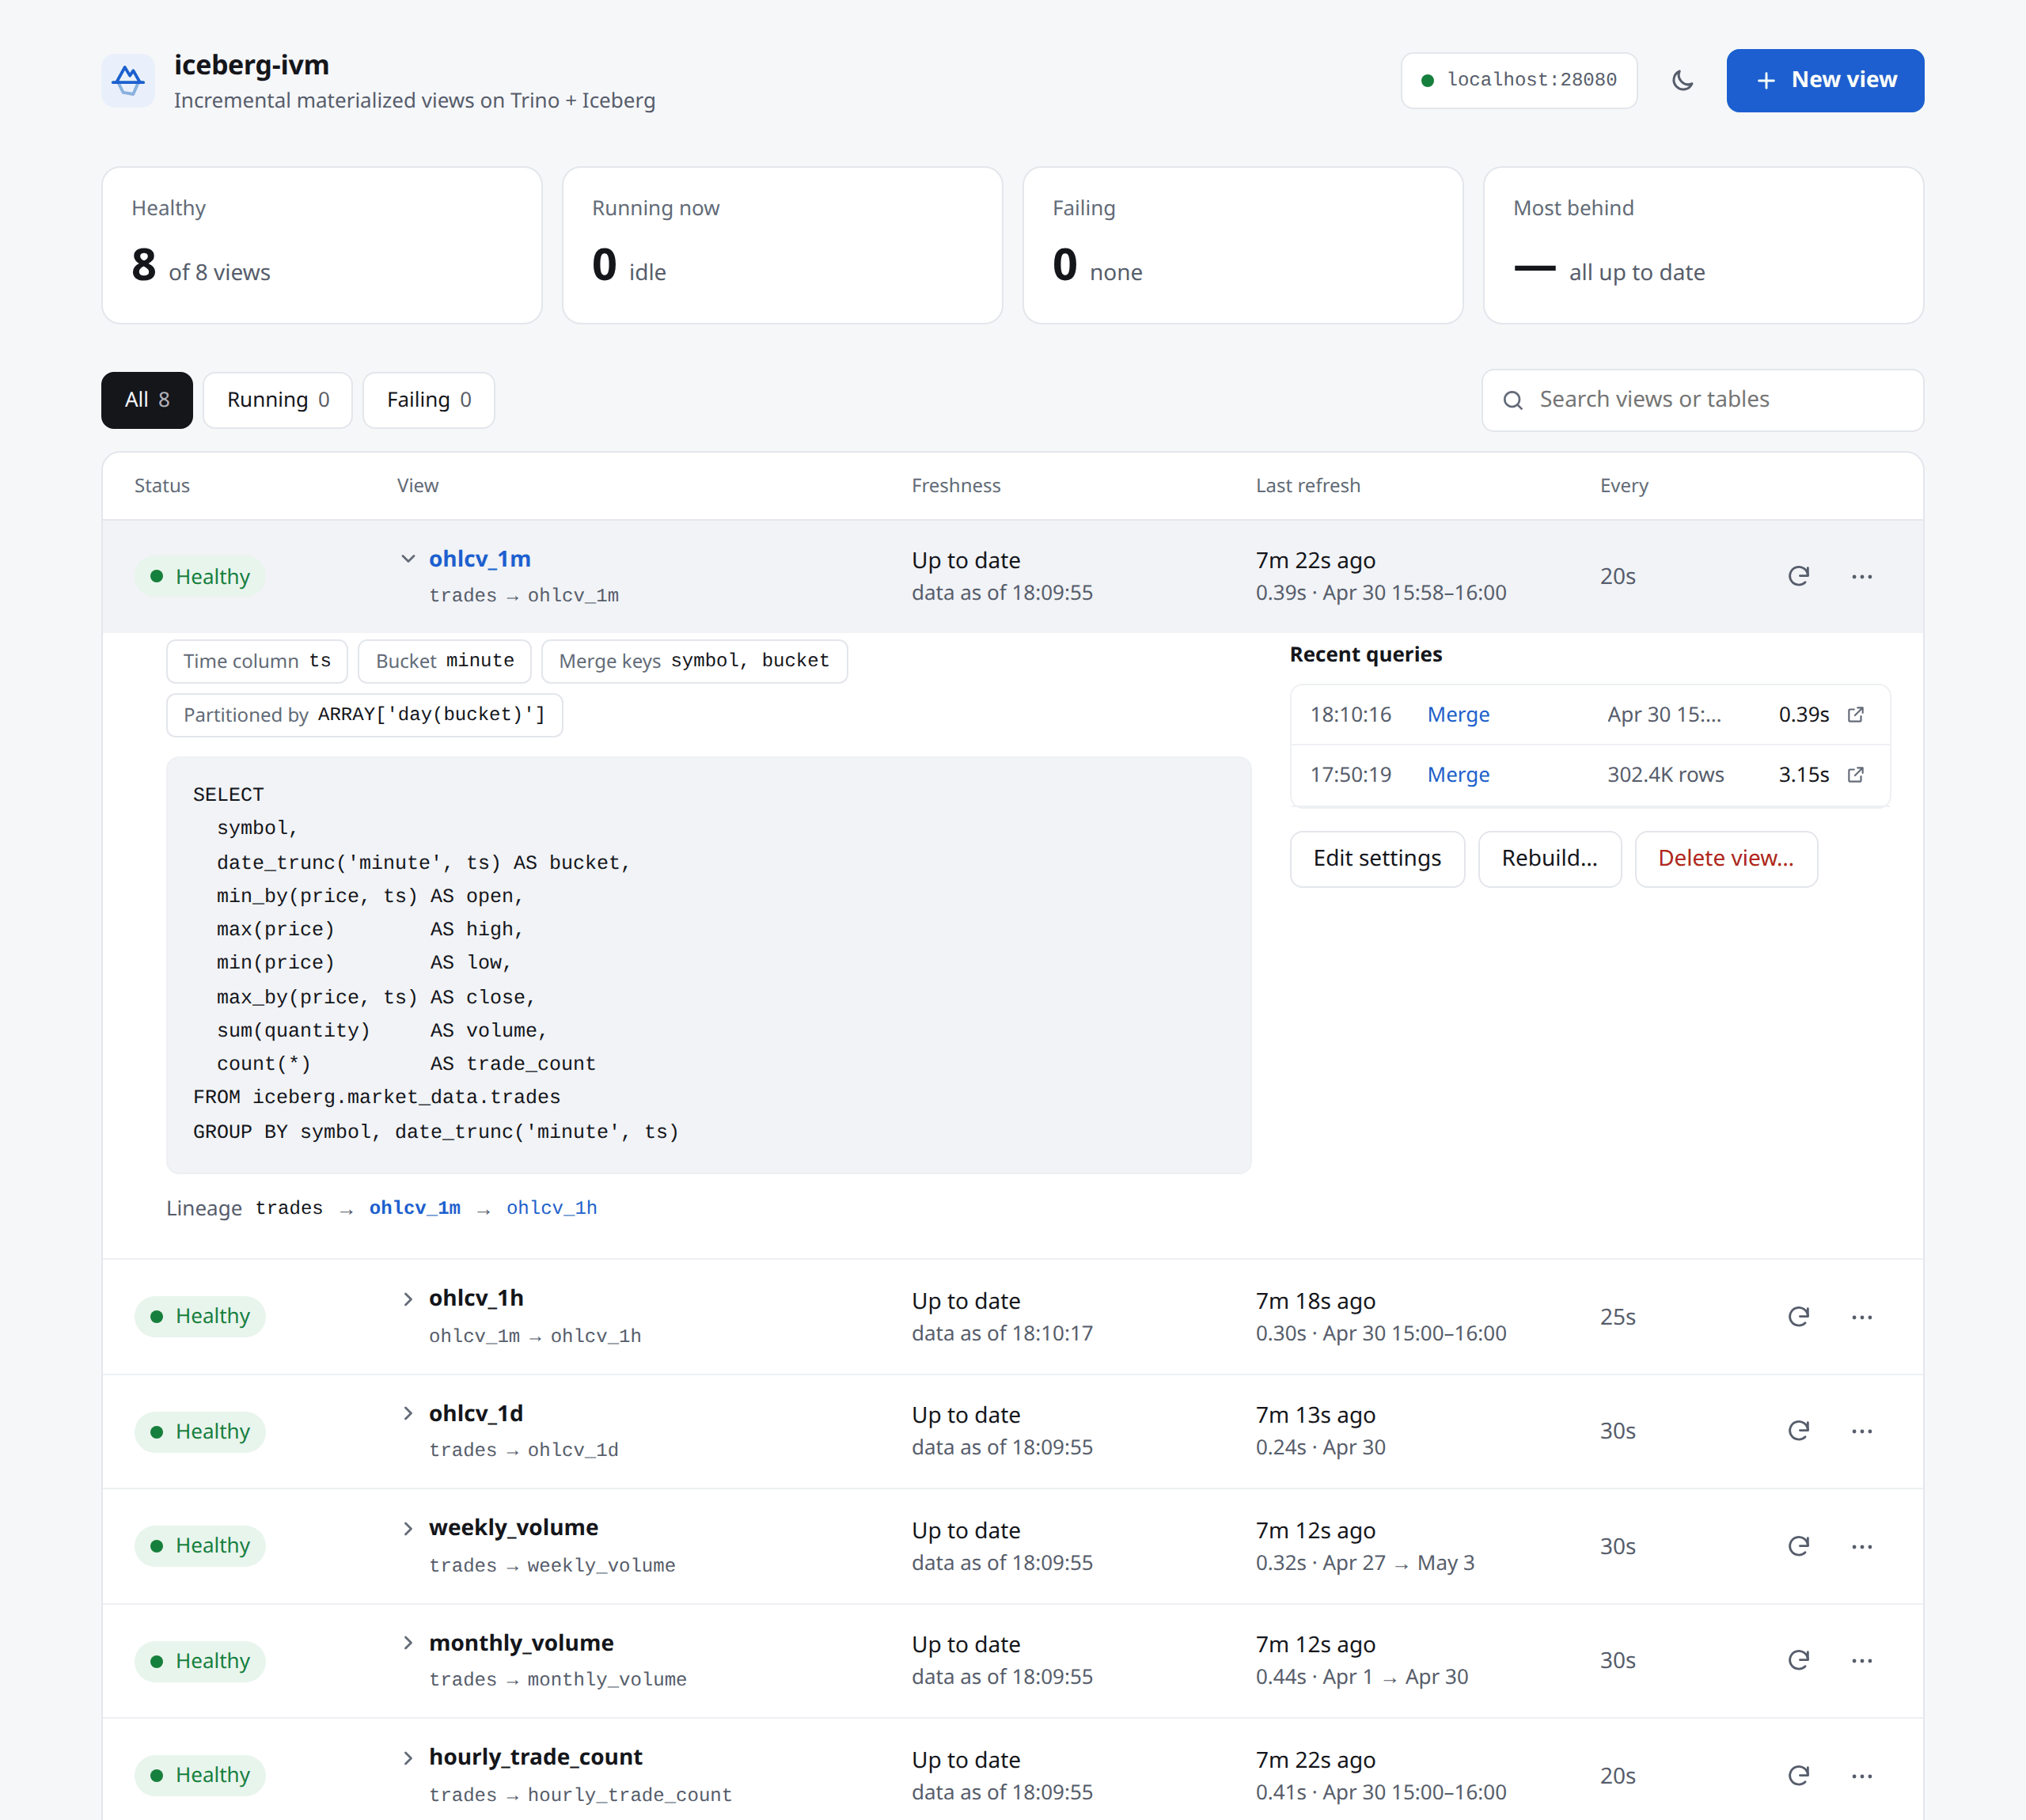 iceberg-ivm
Incremental materialized views on Trino + Iceberg
localhost:28080
New view
Healthy
8 of 8 views
Running now
0 idle
Failing
0 none
Most behind
— all up to date
All 8
Running 0
Failing 0
Search views or tables
Status View Freshness Last refresh Every
Healthy
ohlcv_1m
trades → ohlcv_1m
Up to date
data as of 18:09:55
7m 22s ago
0.39s · Apr 30 15:58–16:00
20s
Time column ts
Bucket minute
Merge keys symbol, bucket
Partitioned by ARRAY['day(bucket)']
SELECT
  symbol,
  date_trunc('minute', ts) AS bucket,
  min_by(price, ts) AS open,
  max(price)        AS high,
  min(price)        AS low,
  max_by(price, ts) AS close,
  sum(quantity)     AS volume,
  count(*)          AS trade_count
FROM iceberg.market_data.trades
GROUP BY symbol, date_trunc('minute', ts)
Lineage trades → ohlcv_1m → ohlcv_1h
Recent queries
18:10:16 Merge Apr 30 15:... 0.39s
17:50:19 Merge 302.4K rows 3.15s
Edit settings
Rebuild...
Delete view...
Healthy
ohlcv_1h
ohlcv_1m → ohlcv_1h
Up to date
data as of 18:10:17
7m 18s ago
0.30s · Apr 30 15:00–16:00
25s
Healthy
ohlcv_1d
trades → ohlcv_1d
Up to date
data as of 18:09:55
7m 13s ago
0.24s · Apr 30
30s
Healthy
weekly_volume
trades → weekly_volume
Up to date
data as of 18:09:55
7m 12s ago
0.32s · Apr 27 → May 3
30s
Healthy
monthly_volume
trades → monthly_volume
Up to date
data as of 18:09:55
7m 12s ago
0.44s · Apr 1 → Apr 30
30s
Healthy
hourly_trade_count
trades → hourly_trade_count
Up to date
data as of 18:09:55
7m 22s ago
0.41s · Apr 30 15:00–16:00
20s